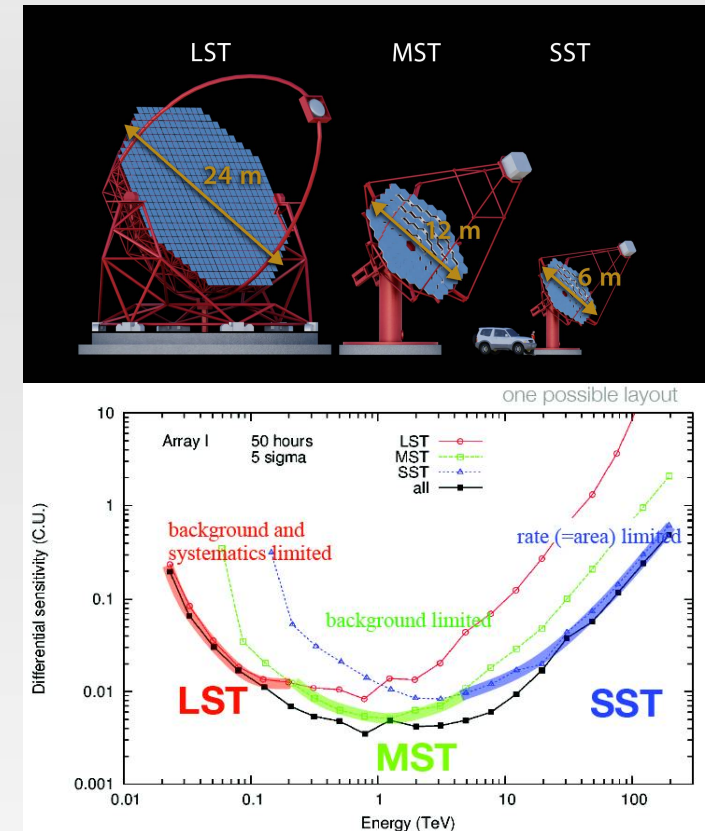 LST MST SST
24 m
12 m
6 m
one possible layout
10
Array I 50 hours LST
5 sigma MST
SST
all
1
background and
systematics limited
rate (=area) limited
0.1
background limited
Differential sensitivity (C.U.)
0.01
LST MST SST
0.001
0.01 0.1 1 10 100
Energy (TeV)